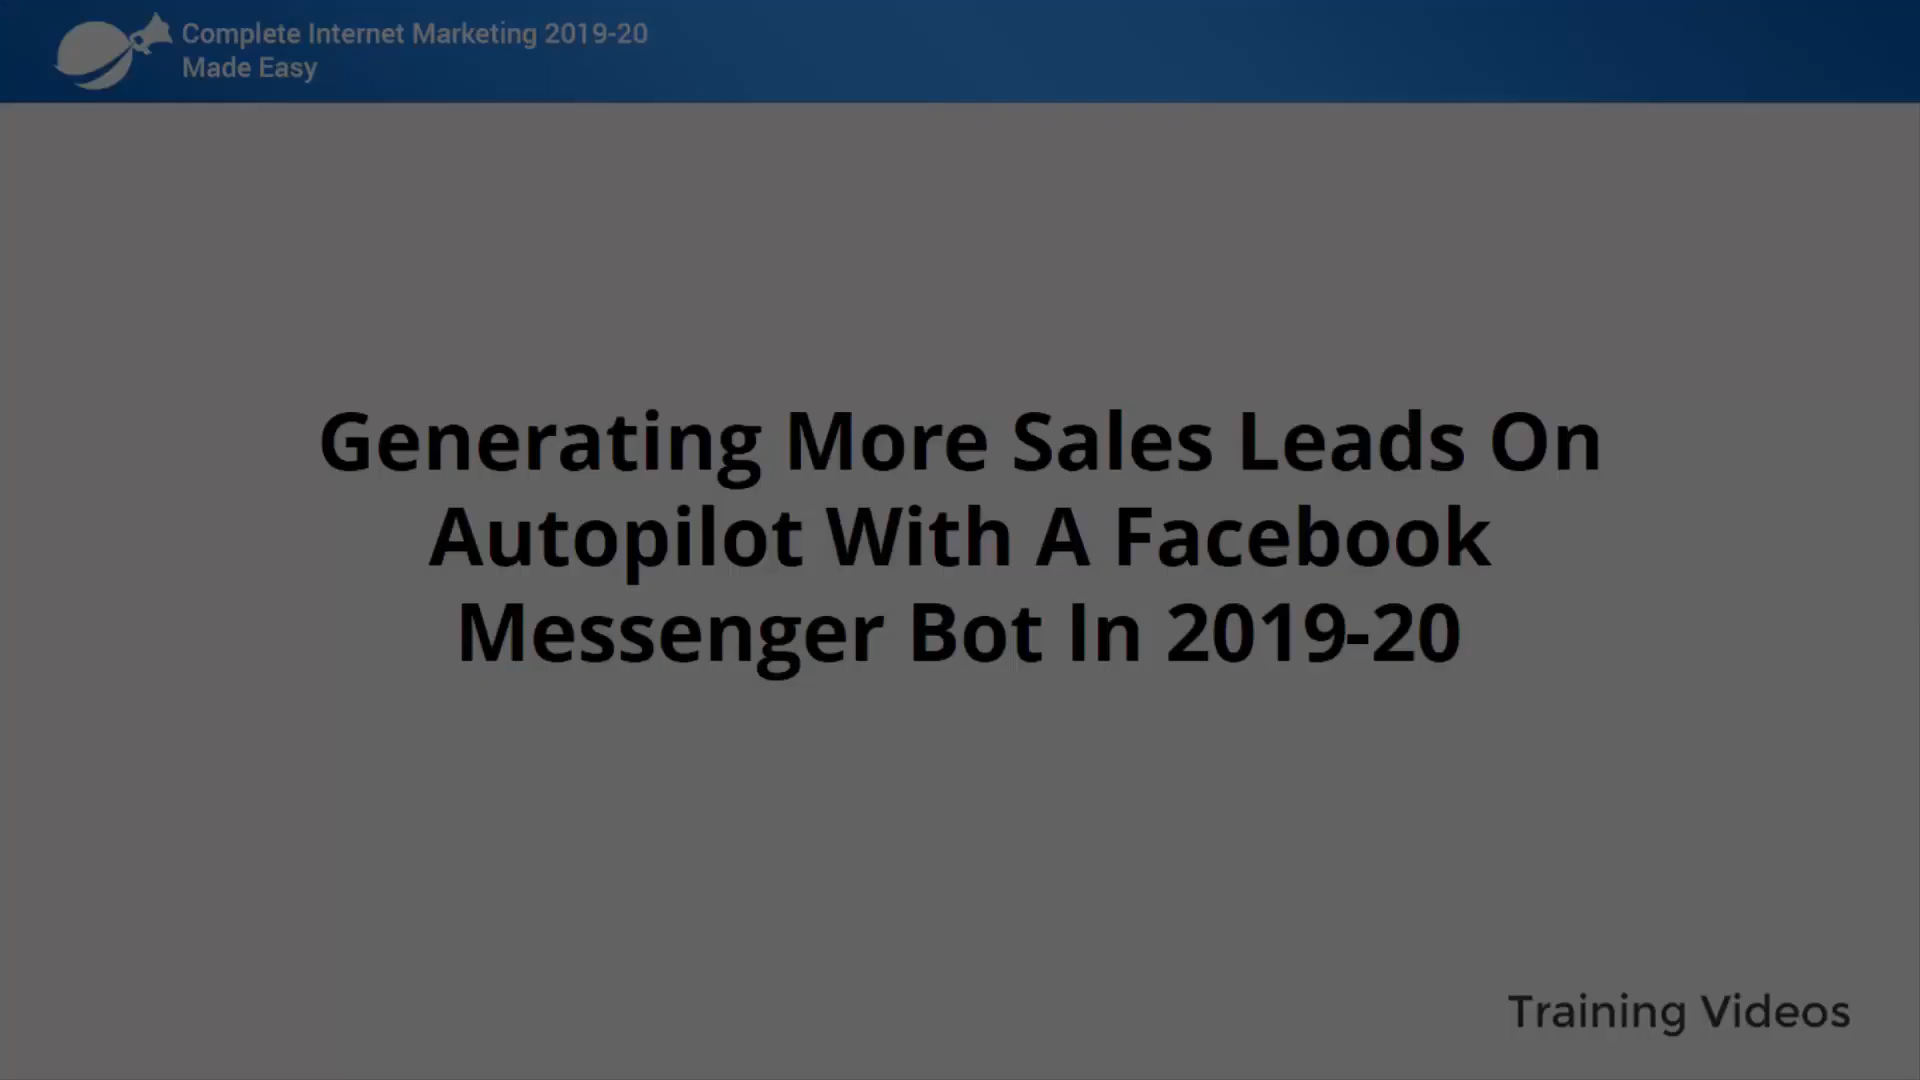 Complete Internet Marketing 2019-20
Made Easy
Generating More Sales Leads On
Autopilot With A Facebook
Messenger Bot In 2019-20
Training Videos